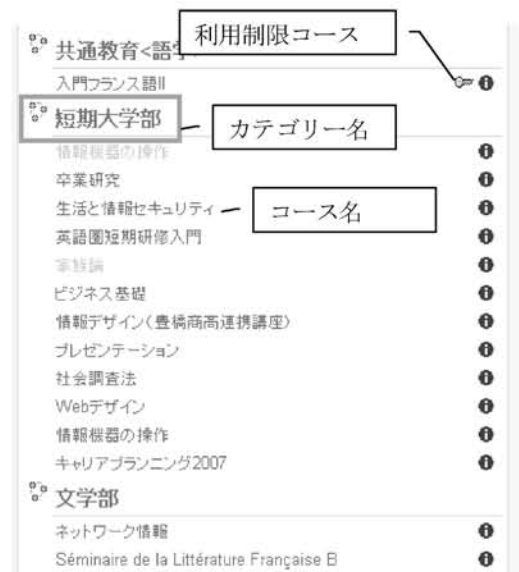 利用制限コース
共通教育<語学
入門フランス語II
短期大学部
カテゴリー名
情報機器の操作
卒業研究
生活と情報セキュリティ
コース名
英語圏短期研修入門
家族論
ビジネス基礎
情報デザイン(豊橋商高連携講座)
プレゼンテーション
社会調査法
Webデザイン
情報機器の操作
キャリアプランニング2007
文学部
ネットワーク情報
Séminaire de la Littérature Française B